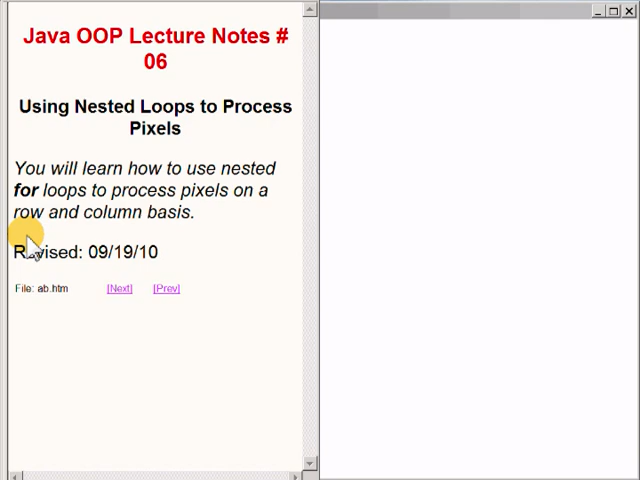 Java OOP Lecture Notes #
06
Using Nested Loops to Process
Pixels
You will learn how to use nested
for loops to process pixels on a
row and column basis.
Revised: 09/19/10
File: ab.htm [Next] [Prev]